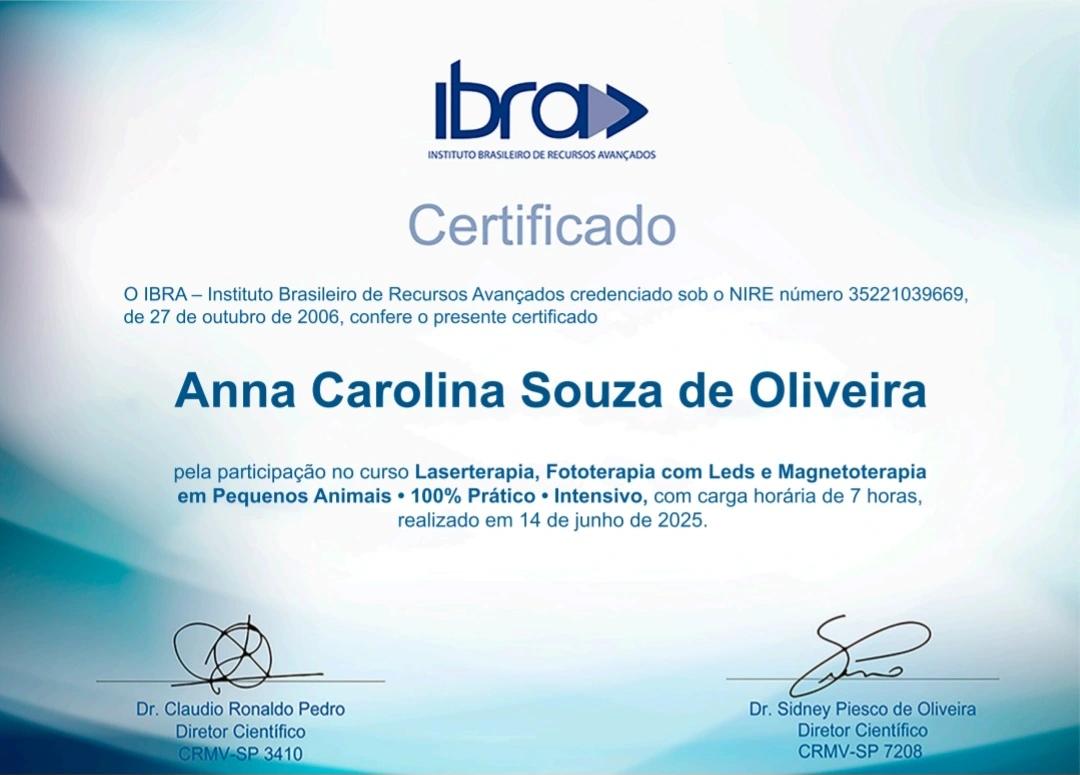 ibra
INSTITUTO BRASILEIRO DE RECURSOS AVANÇADOS
Certificado
O IBRA – Instituto Brasileiro de Recursos Avançados credenciado sob o NIRE número 35221039669,
de 27 de outubro de 2006, confere o presente certificado
Anna Carolina Souza de Oliveira
pela participação no curso Laserterapia, Fototerapia com Leds e Magnetoterapia
em Pequenos Animais • 100% Prático • Intensivo, com carga horária de 7 horas,
realizado em 14 de junho de 2025.
Dr. Claudio Ronaldo Pedro
Diretor Científico
CRMV-SP 3410
Dr. Sidney Piesco de Oliveira
Diretor Científico
CRMV-SP 7208